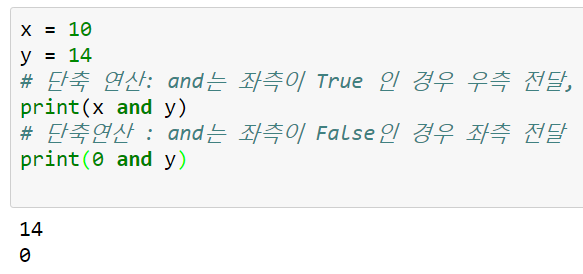 x = 10
y = 14
# 단축 연산: and는 좌측이 True 인 경우 우측 전달,
print(x and y)
# 단축연산 : and는 좌측이 False인 경우 좌측 전달
print(0 and y)
14
0